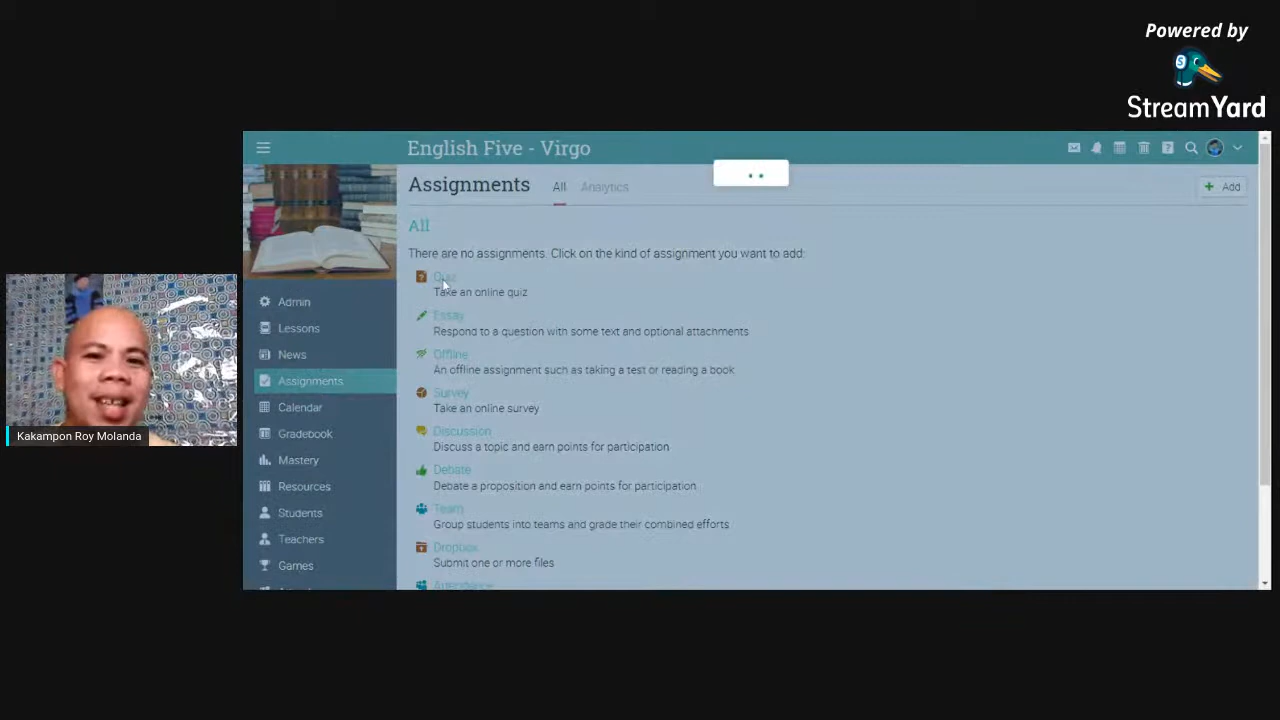 Powered by
StreamYard
English Five - Virgo
Assignments All Analytics
Add
All
There are no assignments. Click on the kind of assignment you want to add:
Quiz
Take an online quiz
Essay
Respond to a question with some text and optional attachments
Offline
An offline assignment such as taking a test or reading a book
Survey
Take an online survey
Discussion
Discuss a topic and earn points for participation
Debate
Debate a proposition and earn points for participation
Team
Group students into teams and grade their combined efforts
Dropbox
Submit one or more files
Attendance
Admin
Lessons
News
Assignments
Calendar
Gradebook
Mastery
Resources
Students
Teachers
Games
Kakampon Roy Molanda